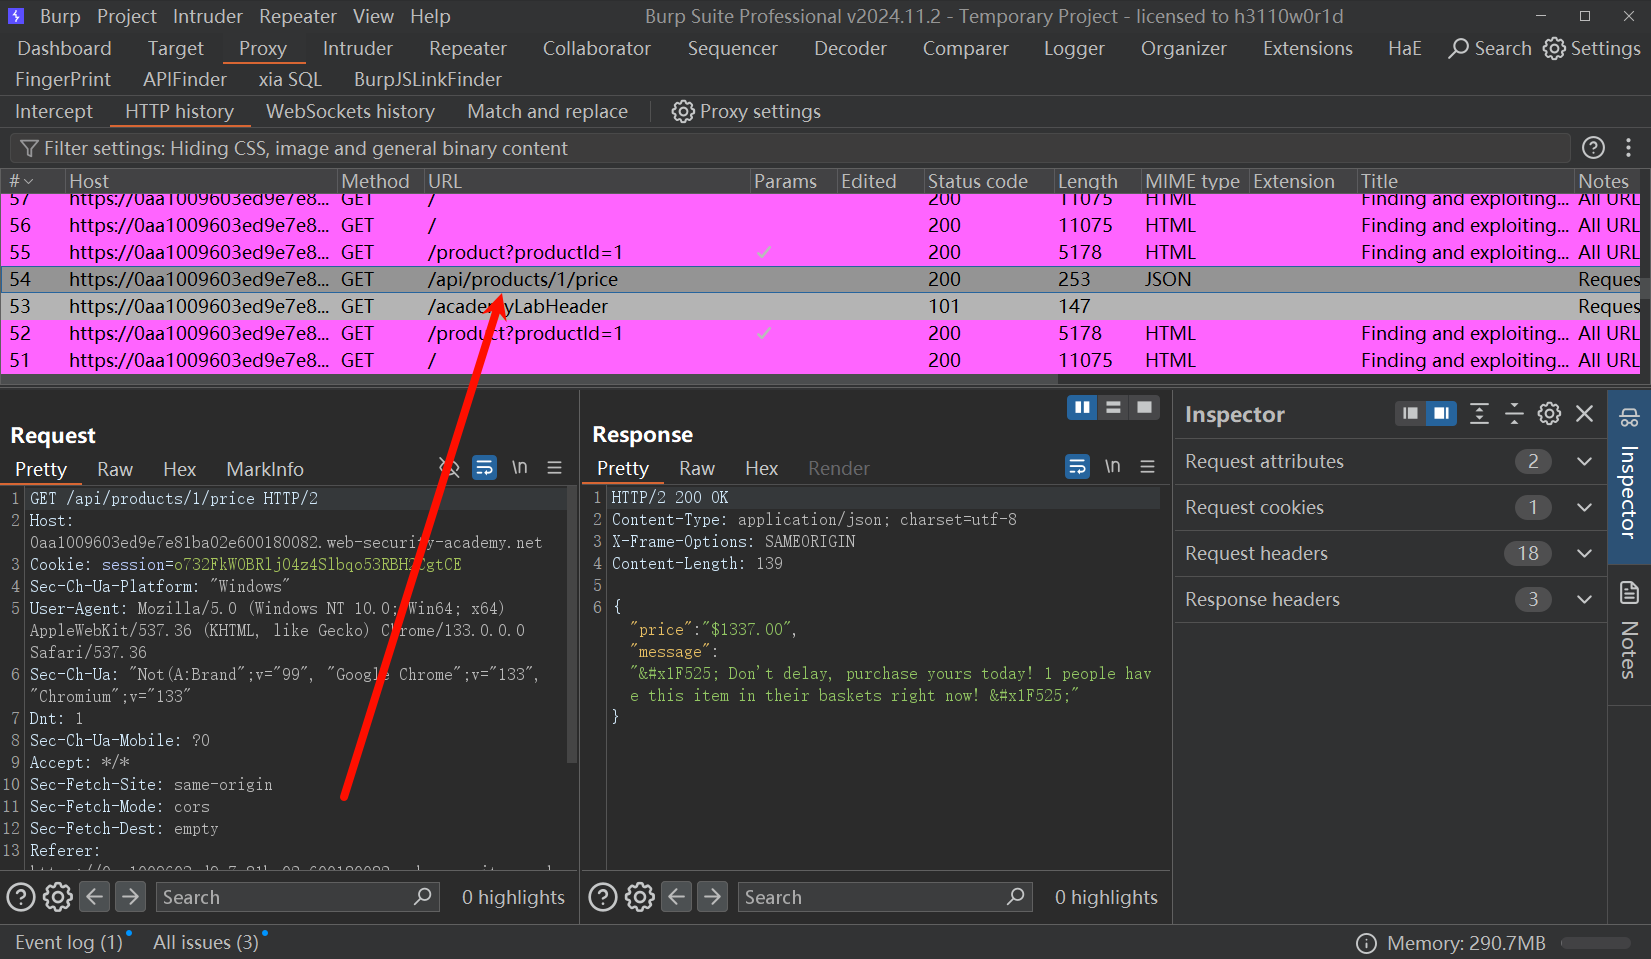 Burp Project Intruder Repeater View Help Burp Suite Professional v2024.11.2 - Temporary Project - licensed to h3110w0r1d
Dashboard Target Proxy Intruder Repeater Collaborator Sequencer Decoder Comparer Logger Organizer Extensions HaE Search Settings
FingerPrint APIFinder xia SQL BurpJSLinkFinder
Intercept HTTP history WebSockets history Match and replace Proxy settings
Filter settings: Hiding CSS, image and general binary content
# Host Method URL Params Edited Status code Length MIME type Extension Title Notes
57 https://0aa1009603ed9e7e8... GET / 200 11075 HTML Finding and exploiting... All URL
56 https://0aa1009603ed9e7e8... GET / 200 11075 HTML Finding and exploiting... All URL
55 https://0aa1009603ed9e7e8... GET /product?productId=1 ✓ 200 5178 HTML Finding and exploiting... All URL
54 https://0aa1009603ed9e7e8... GET /api/products/1/price 200 253 JSON Reques
53 https://0aa1009603ed9e7e8... GET /academyLabHeader 101 147 Reques
52 https://0aa1009603ed9e7e8... GET /product?productId=1 ✓ 200 5178 HTML Finding and exploiting... All URL
51 https://0aa1009603ed9e7e8... GET / 200 11075 HTML Finding and exploiting... All URL
Request
Pretty Raw Hex MarkInfo \n
1 GET /api/products/1/price HTTP/2
2 Host:
0aa1009603ed9e7e81ba02e600180082.web-security-academy.net
3 Cookie:
4 Sec-Ch-Ua-Platform: "Windows"
5 User-Agent: Mozilla/5.0 (Windows NT 10.0; Win64; x64)
AppleWebKit/537.36 (KHTML, like Gecko) Chrome/133.0.0.0
Safari/537.36
6 Sec-Ch-Ua: "Not(A:Brand";v="99", "Google Chrome";v="133",
"Chromium";v="133"
7 Dnt: 1
8 Sec-Ch-Ua-Mobile: ?0
9 Accept: */*
10 Sec-Fetch-Site: same-origin
11 Sec-Fetch-Mode: cors
12 Sec-Fetch-Dest: empty
13 Referer:
Search 0 highlights
Response
Pretty Raw Hex Render \n
1 HTTP/2 200 OK
2 Content-Type: application/json; charset=utf-8
3 X-Frame-Options: SAMEORIGIN
4 Content-Length: 139
5
6 {
"price":"$1337.00",
"message":
"&#x1F525; Don't delay, purchase yours today! 1 people hav
e this item in their baskets right now! &#x1F525;"
}
Search 0 highlights
Inspector
Request attributes 2
Request cookies 1
Request headers 18
Response headers 3
Inspector
Notes
Event log (1) All issues (3) Memory: 290.7MB